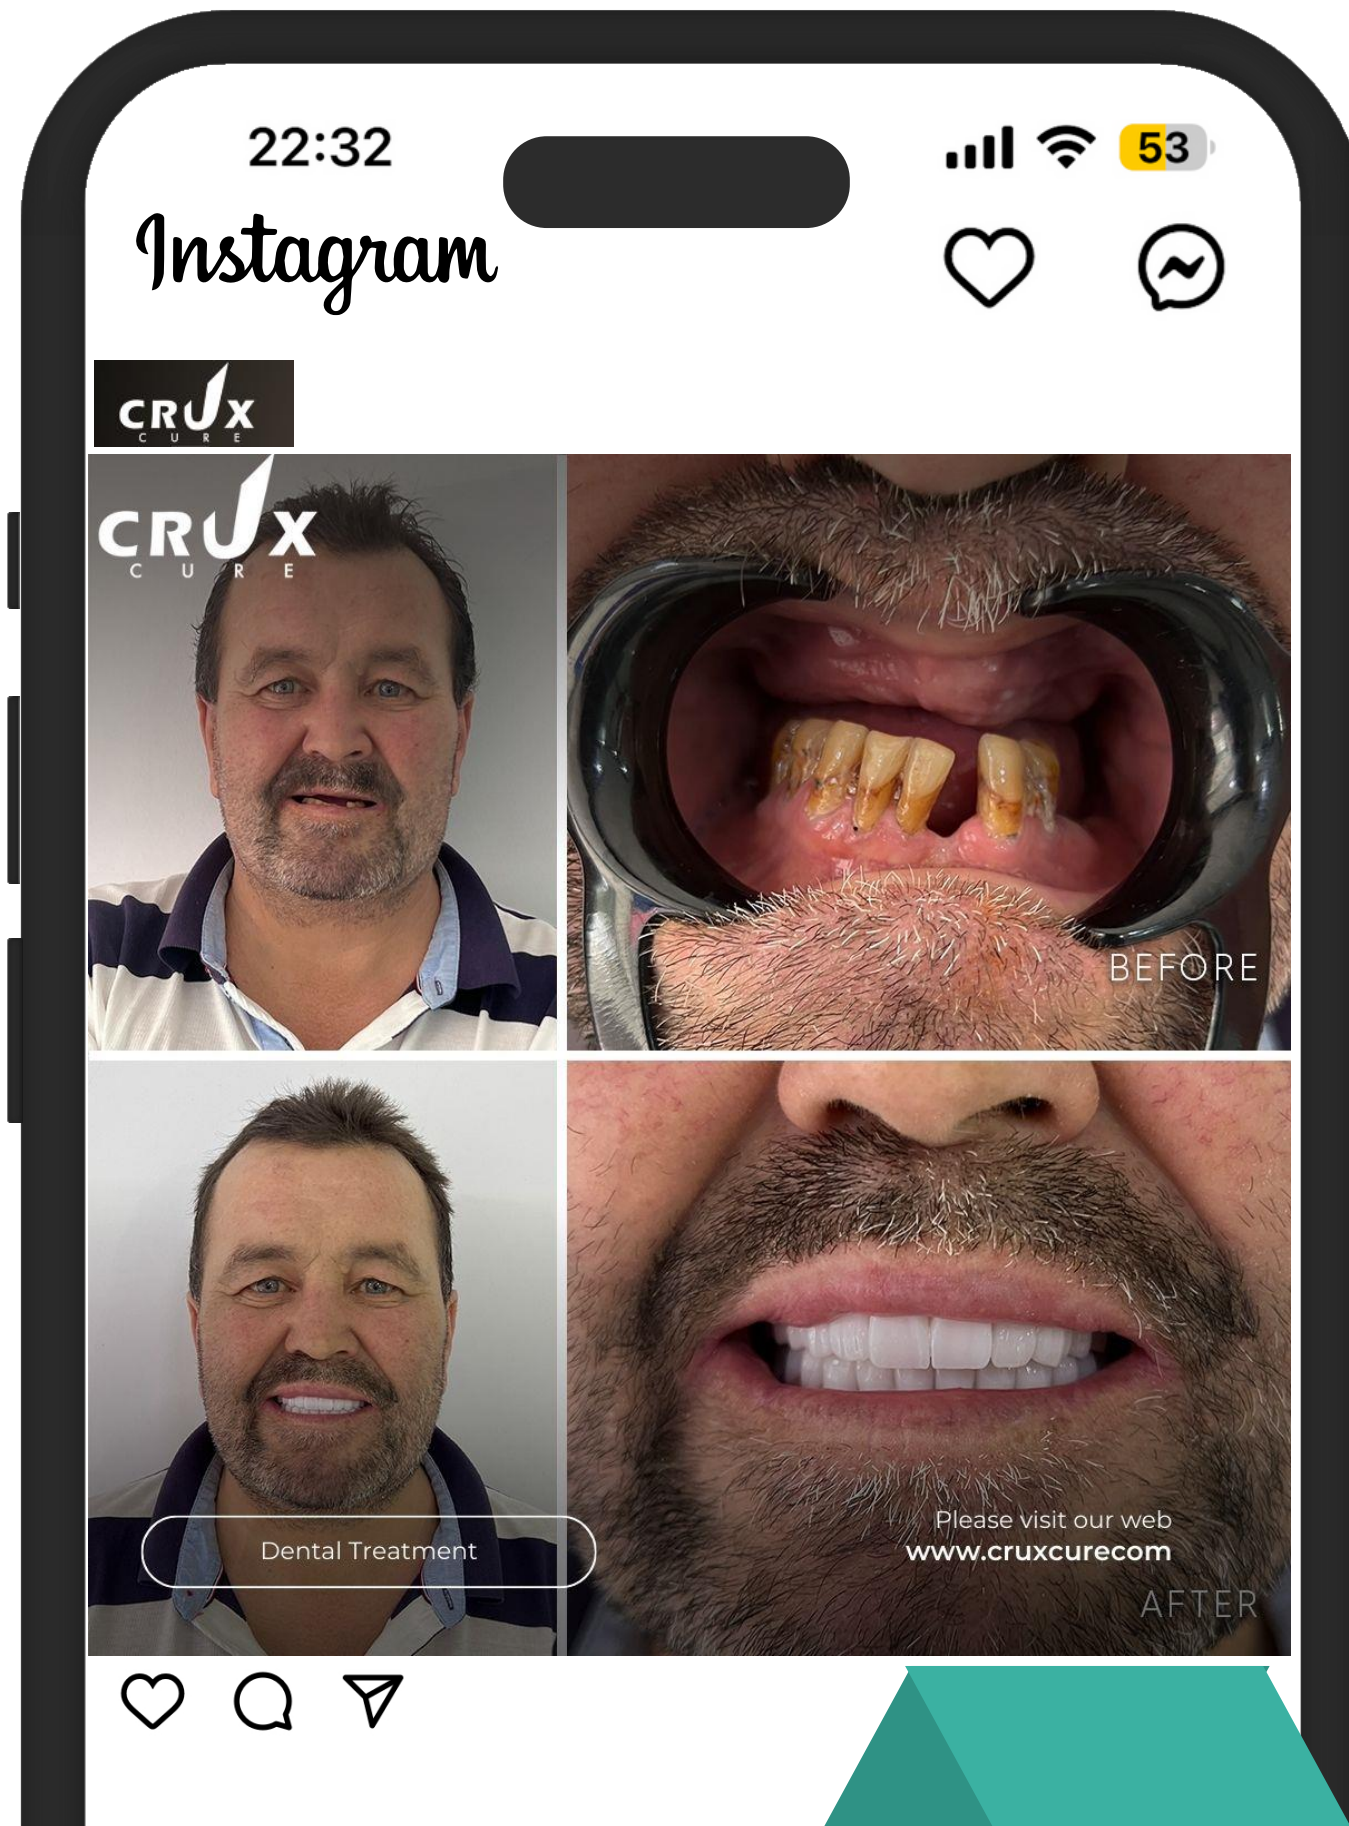 22:32
53
Instagram
CRUX
CURE
CRUX
CURE
BEFORE
Dental Treatment
Please visit our web
www.cruxcurecom
AFTER